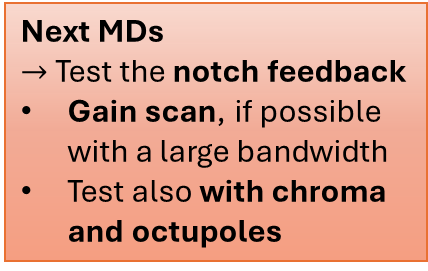 Next MDs
→ Test the notch feedback
• Gain scan, if possible
with a large bandwidth
• Test also with chroma
and octupoles